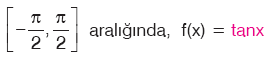 [-π/2, π/2] aralığında, f(x) = tanx